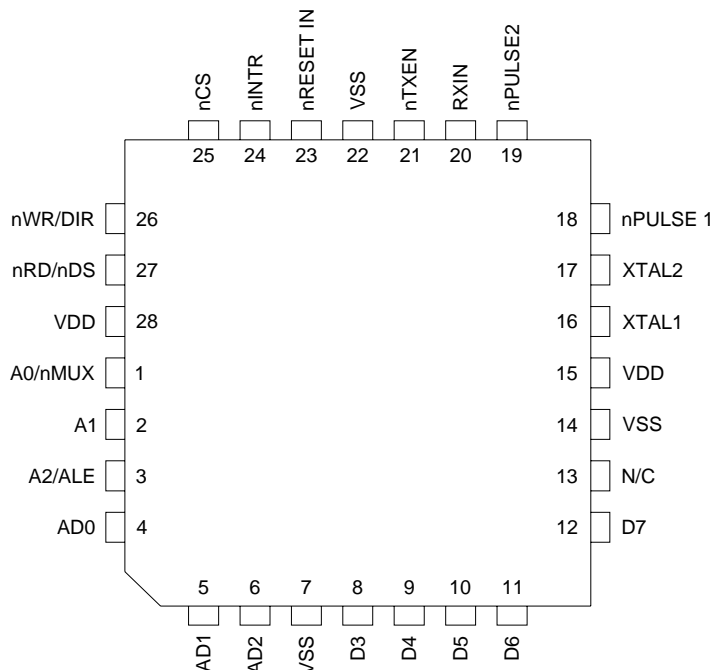 nCS
nINTR
nRESET IN
VSS
nTXEN
RXIN
nPULSE2
25 24 23 22 21 20 19
nWR/DIR 26 18 nPULSE 1
nRD/nDS 27 17 XTAL2
VDD 28 16 XTAL1
A0/nMUX 1 15 VDD
A1 2 14 VSS
A2/ALE 3 13 N/C
AD0 4 12 D7
5 6 7 8 9 10 11
AD1
AD2
VSS
D3
D4
D5
D6